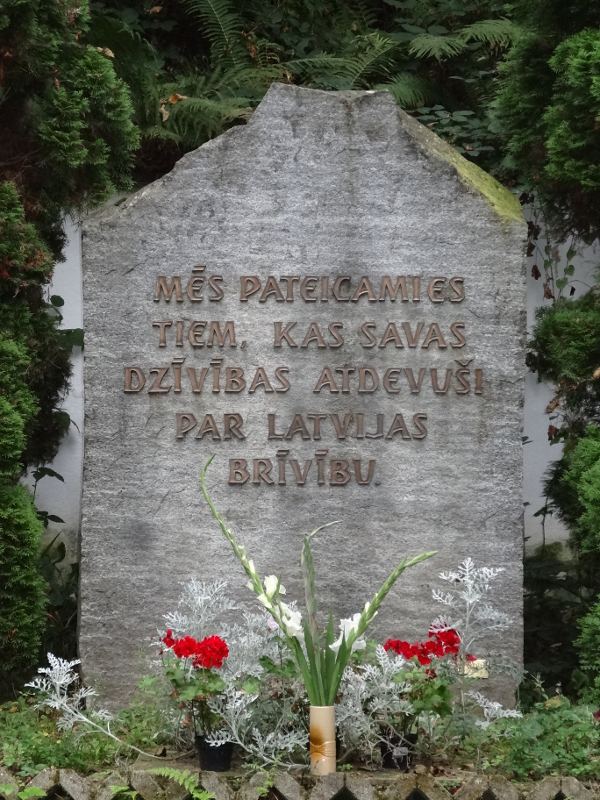 MĒS PATEICAMIES
TIEM, KAS SAVAS
DZĪVĪBAS ATDEVUŠI
PAR LATVIJAS
BRĪVĪBU.